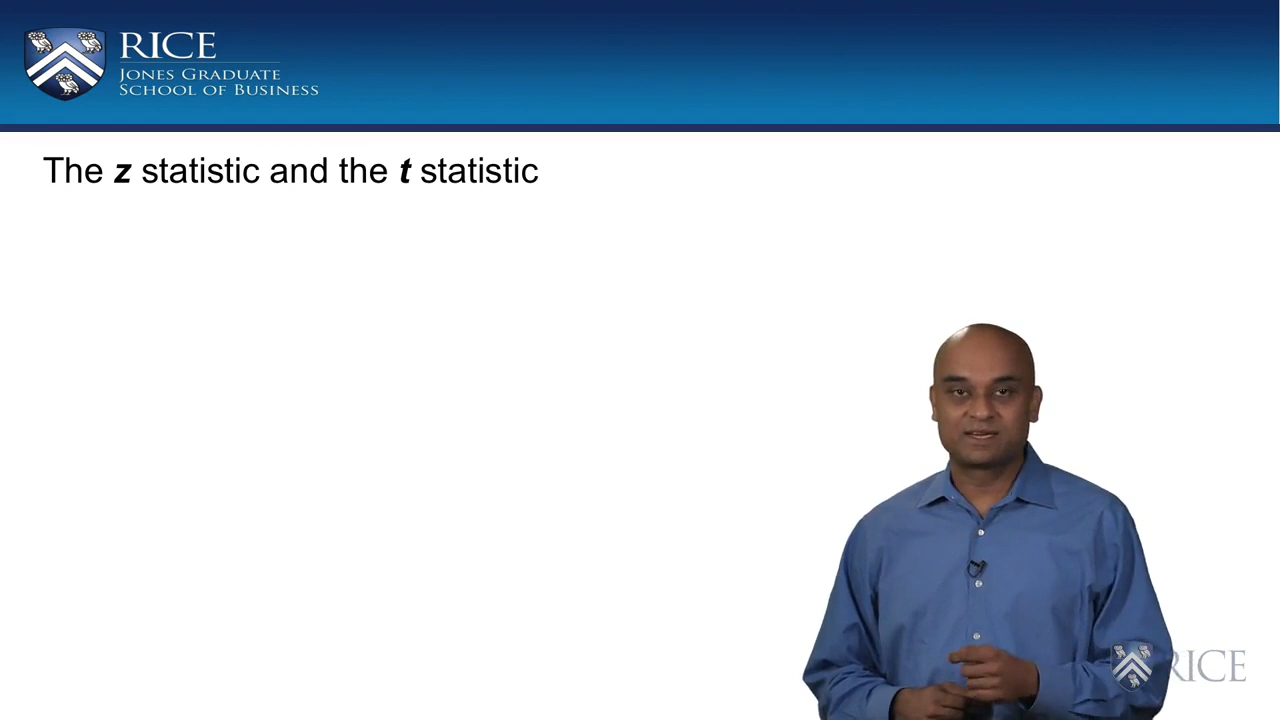 RICE
JONES GRADUATE
SCHOOL OF BUSINESS
The z statistic and the t statistic
RICE